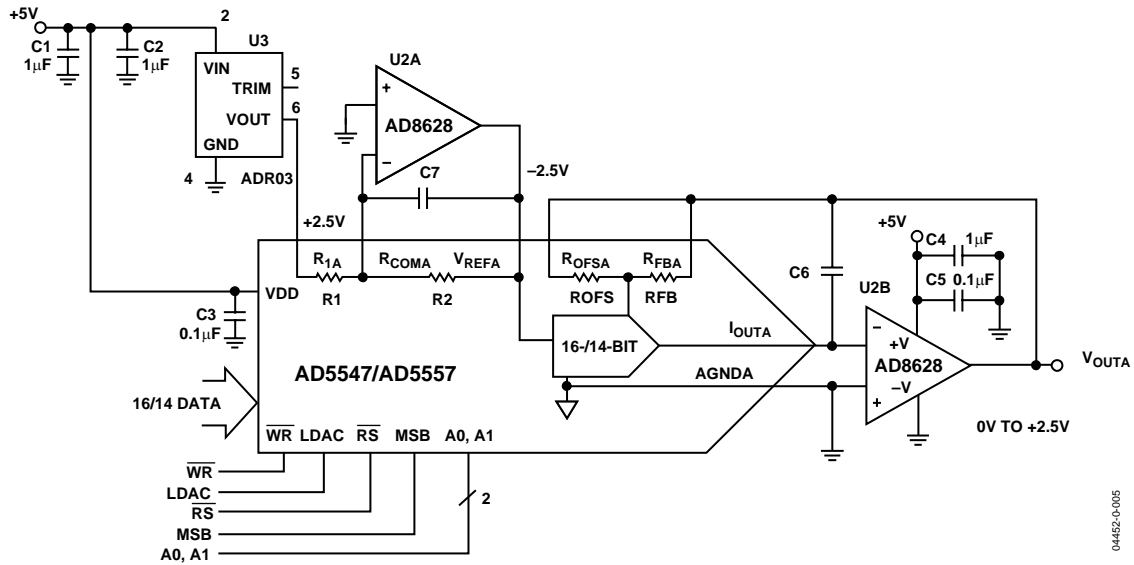 +5V
2
U3
C1
1μF
C2
1μF
VIN
5
TRIM
6
VOUT
GND
4
ADR03
U2A
+
AD8628
–
C7
–2.5V
+2.5V
R1A
RCOMA
VREFA
R1
R2
ROFSA
RFBA
ROFS
RFB
C6
+5V
C4
1μF
C5 0.1μF
U2B
VDD
C3
0.1μF
16-/14-BIT
IOUTA
–
+V
AD8628
–V
+
VOUTA
AGNDA
AD5547/AD5557
16/14 DATA
0V TO +2.5V
WR LDAC RS MSB A0, A1
WR
LDAC
RS
MSB
A0, A1
2
04452-0-005